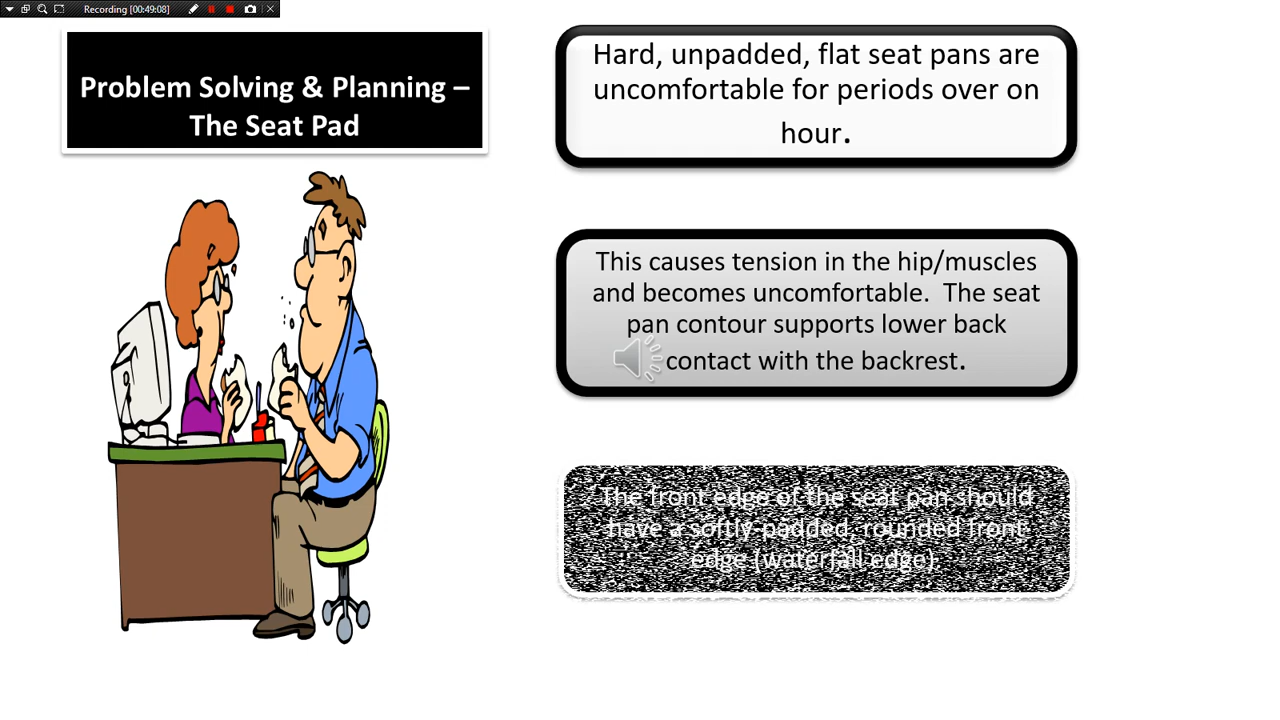 Recording [00:49:08]
Problem Solving & Planning –
The Seat Pad
Hard, unpadded, flat seat pans are
uncomfortable for periods over on
hour.
This causes tension in the hip/muscles
and becomes uncomfortable.  The seat
pan contour supports lower back
contact with the backrest.
The front edge of the seat pan should
have a softly-padded, rounded front
edge (waterfall edge).